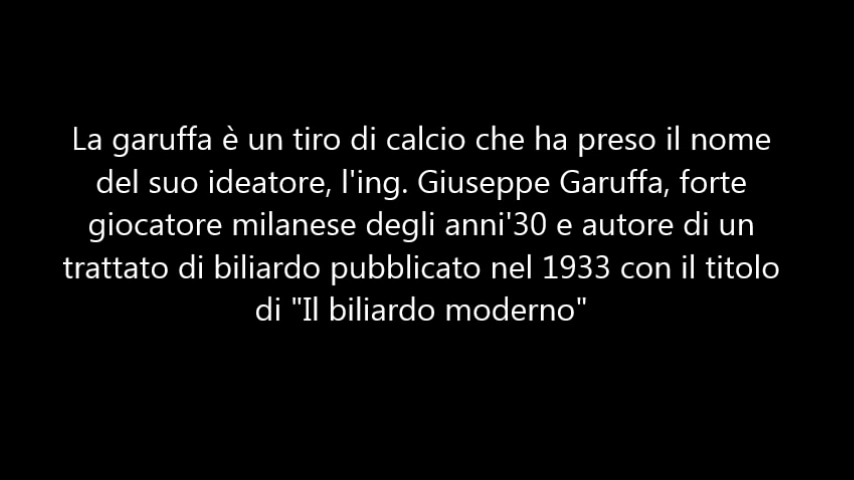 La garuffa è un tiro di calcio che ha preso il nome
del suo ideatore, l'ing. Giuseppe Garuffa, forte
giocatore milanese degli anni'30 e autore di un
trattato di biliardo pubblicato nel 1933 con il titolo
di "Il biliardo moderno"